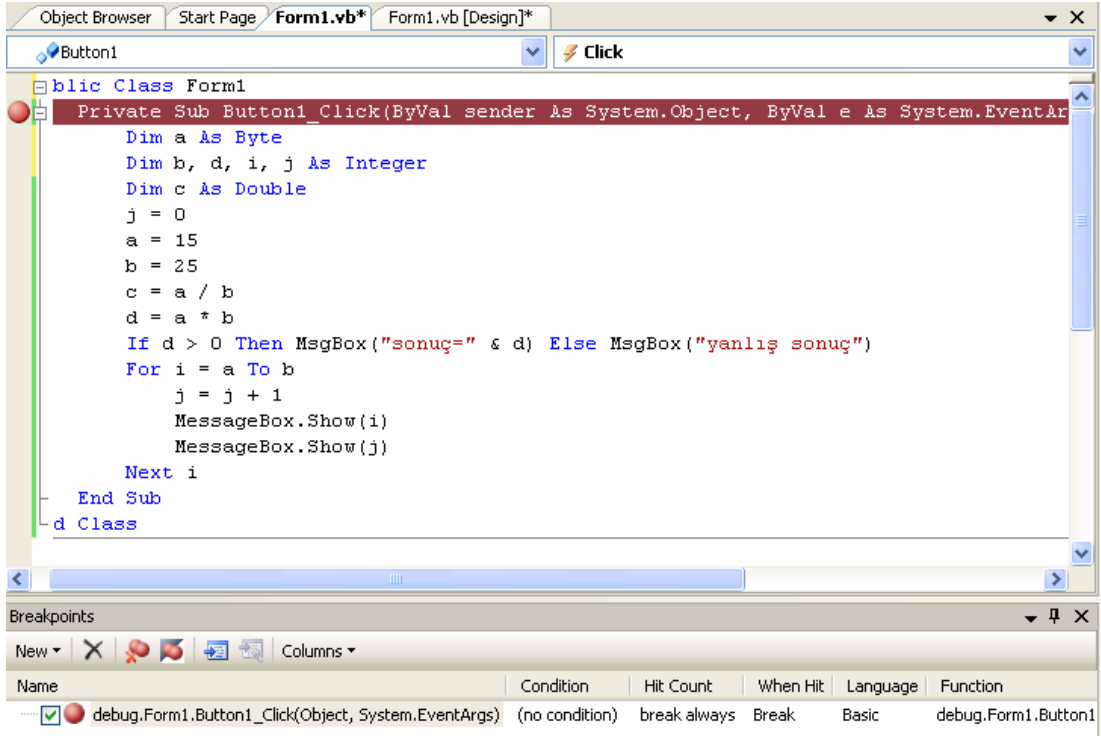 Object Browser Start Page Form1.vb* Form1.vb [Design]*
Button1 Click
blic Class Form1
Private Sub Button1_Click(ByVal sender As System.Object, ByVal e As System.EventAr
Dim a As Byte
Dim b, d, i, j As Integer
Dim c As Double
j = 0
a = 15
b = 25
c = a / b
d = a * b
If d > 0 Then MsgBox("sonuç=" & d) Else MsgBox("yanlış sonuç")
For i = a To b
j = j + 1
MessageBox.Show(i)
MessageBox.Show(j)
Next i
End Sub
d Class
Breakpoints
New Columns
Name Condition Hit Count When Hit Language Function
debug.Form1.Button1_Click(Object, System.EventArgs) (no condition) break always Break Basic debug.Form1.Button1